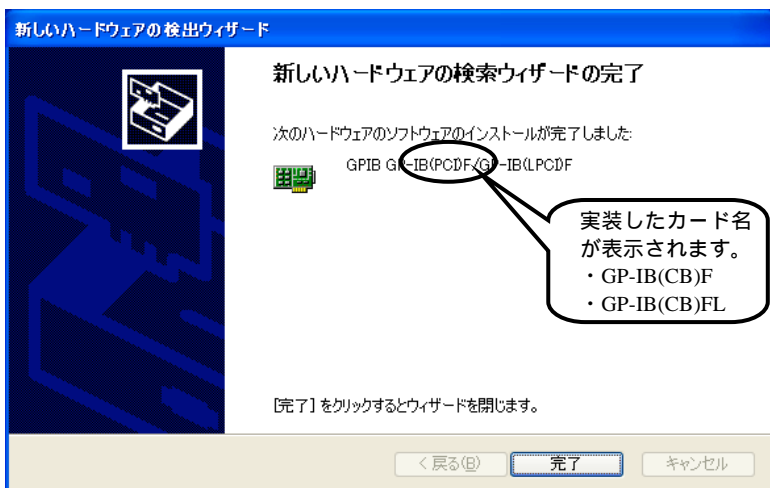 新しいハードウェアの検出ウィザード
新しいハードウェアの検索ウィザードの完了
次のハードウェアのソフトウェアのインストールが完了しました:
GPIB GP-IB(PCI)F/GP-IB(LPCI)F
実装したカード名
が表示されます。
・GP-IB(CB)F
・GP-IB(CB)FL
[完了] をクリックするとウィザードを閉じます。
< 戻る(B)
完了
キャンセル